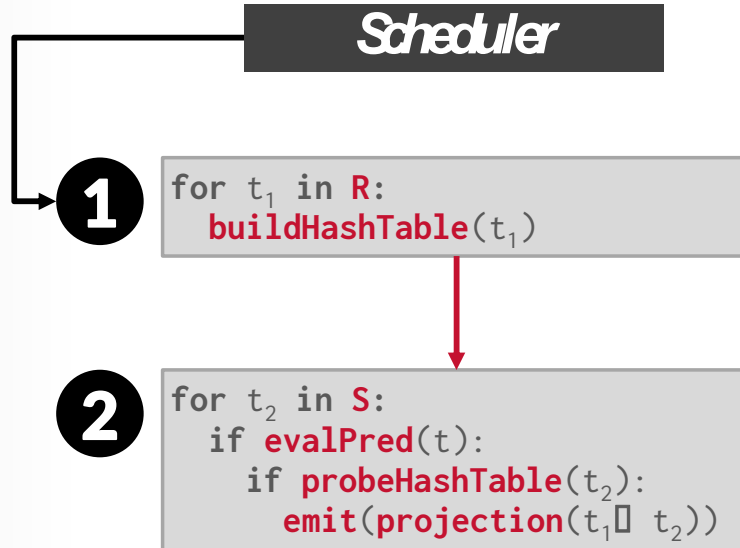 Scheduler
1
for t₁ in R:
buildHashTable(t₁)
2
for t₂ in S:
if evalPred(t):
if probeHashTable(t₂):
emit(projection(t₁▯ t₂))